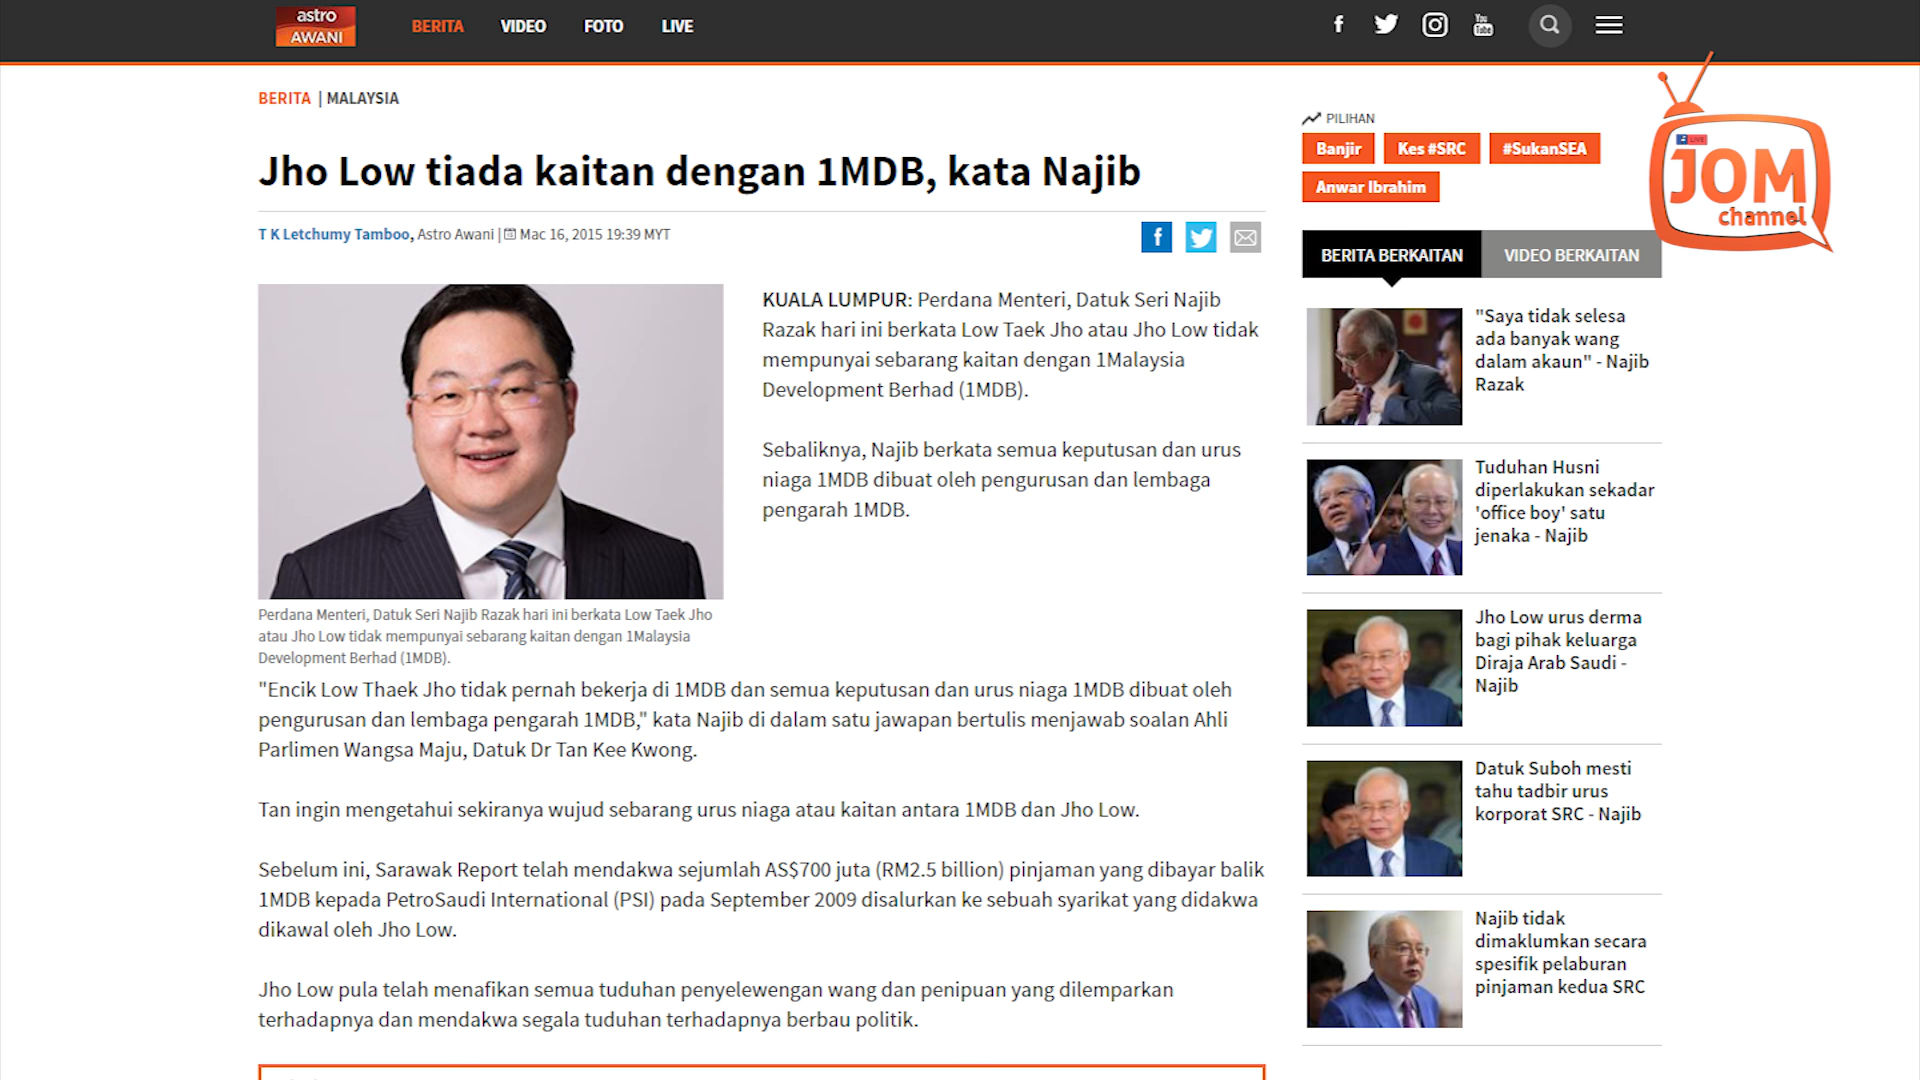 astro
AWANI
BERITA VIDEO FOTO LIVE
You
Tube
BERITA | MALAYSIA
Jho Low tiada kaitan dengan 1MDB, kata Najib
T K Letchumy Tamboo, Astro Awani | Mac 16, 2015 19:39 MYT
KUALA LUMPUR: Perdana Menteri, Datuk Seri Najib
Razak hari ini berkata Low Taek Jho atau Jho Low tidak
mempunyai sebarang kaitan dengan 1Malaysia
Development Berhad (1MDB).
Sebaliknya, Najib berkata semua keputusan dan urus
niaga 1MDB dibuat oleh pengurusan dan lembaga
pengarah 1MDB.
Perdana Menteri, Datuk Seri Najib Razak hari ini berkata Low Taek Jho
atau Jho Low tidak mempunyai sebarang kaitan dengan 1Malaysia
Development Berhad (1MDB).
"Encik Low Thaek Jho tidak pernah bekerja di 1MDB dan semua keputusan dan urus niaga 1MDB dibuat oleh
pengurusan dan lembaga pengarah 1MDB," kata Najib di dalam satu jawapan bertulis menjawab soalan Ahli
Parlimen Wangsa Maju, Datuk Dr Tan Kee Kwong.
Tan ingin mengetahui sekiranya wujud sebarang urus niaga atau kaitan antara 1MDB dan Jho Low.
Sebelum ini, Sarawak Report telah mendakwa sejumlah AS$700 juta (RM2.5 billion) pinjaman yang dibayar balik
1MDB kepada PetroSaudi International (PSI) pada September 2009 disalurkan ke sebuah syarikat yang didakwa
dikawal oleh Jho Low.
Jho Low pula telah menafikan semua tuduhan penyelewengan wang dan penipuan yang dilemparkan
terhadapnya dan mendakwa segala tuduhan terhadapnya berbau politik.
PILIHAN
Banjir Kes #SRC #SukanSEA
Anwar Ibrahim
LIVE
JOM
channel
BERITA BERKAITAN VIDEO BERKAITAN
"Saya tidak selesa
ada banyak wang
dalam akaun" - Najib
Razak
Tuduhan Husni
diperlakukan sekadar
'office boy' satu
jenaka - Najib
Jho Low urus derma
bagi pihak keluarga
Diraja Arab Saudi -
Najib
Datuk Suboh mesti
tahu tadbir urus
korporat SRC - Najib
Najib tidak
dimaklumkan secara
spesifik pelaburan
pinjaman kedua SRC